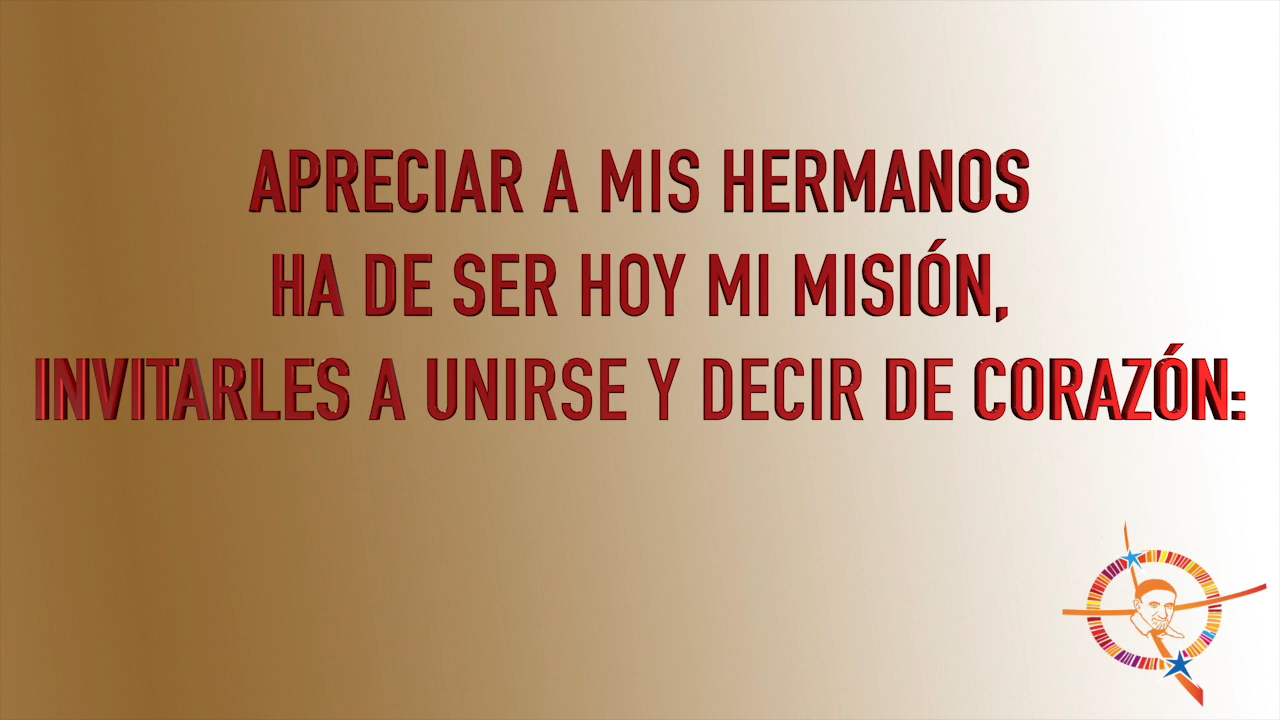 APRECIAR A MIS HERMANOS
HA DE SER HOY MI MISIÓN,
INVITARLES A UNIRSE Y DECIR DE CORAZÓN: